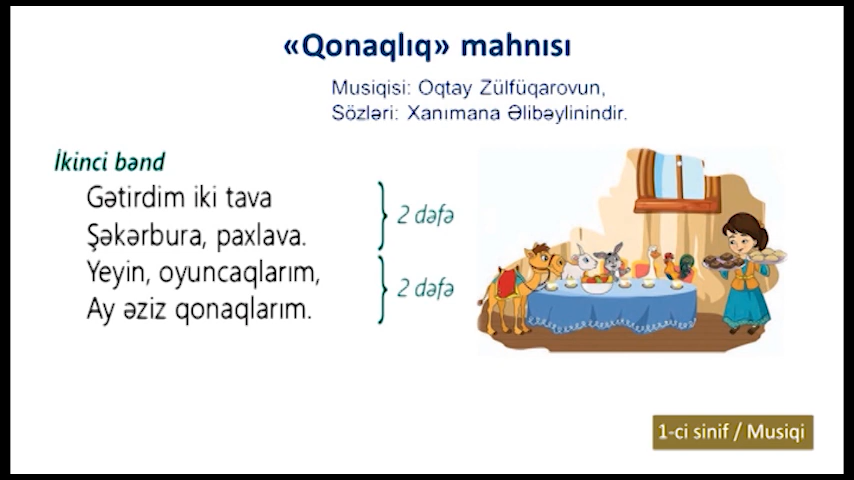 «Qonaqlıq» mahnısı
Musiqisi: Oqtay Zülfüqarovun,
Sözləri: Xanımana Əlibəylinindir.
İkinci bənd
Gətirdim iki tava
Şəkərbura, paxlava.
2 dəfə
Yeyin, oyuncaqlarım,
Ay əziz qonaqlarım.
2 dəfə
1-ci sinif / Musiqi